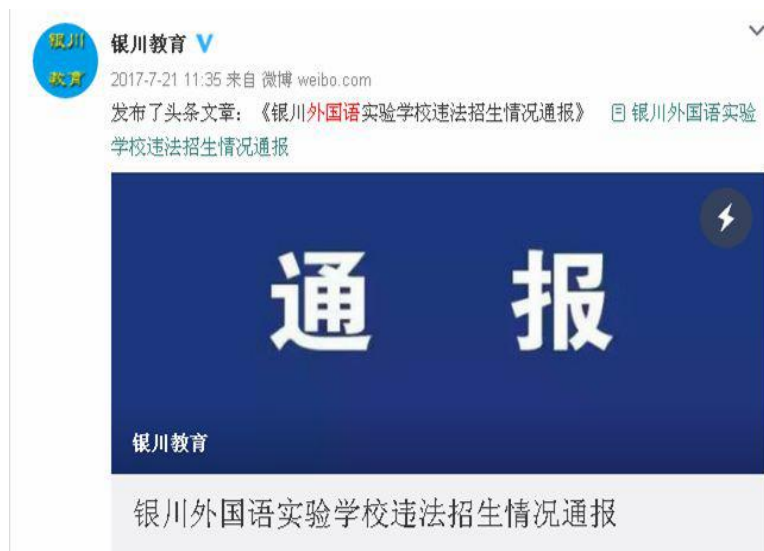 银川
教育
银川教育
2017-7-21 11:35 来自 微博 weibo.com
发布了头条文章：《银川外国语实验学校违法招生情况通报》 银川外国语实验
学校违法招生情况通报
通 报
银川教育
银川外国语实验学校违法招生情况通报